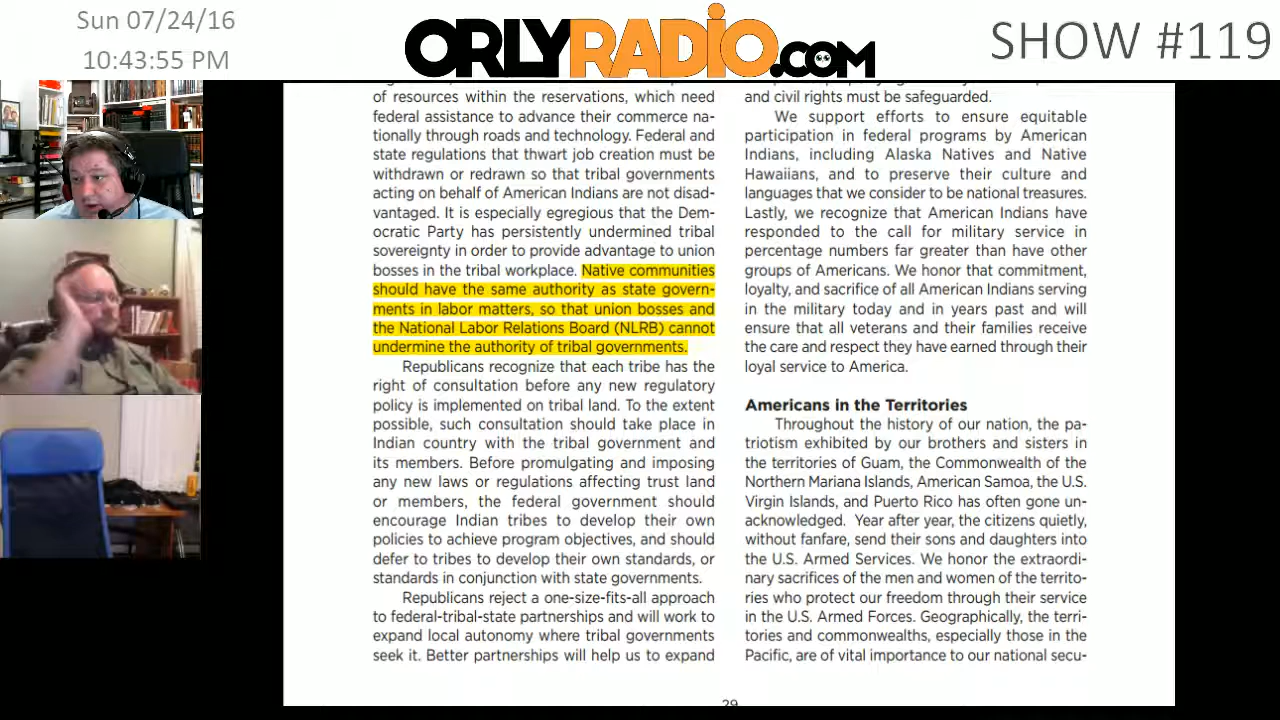 Sun 07/24/16
10:43:55 PM
ORLYRADIO.COM
SHOW #119
of resources within the reservations, which need
federal assistance to advance their commerce na-
tionally through roads and technology. Federal and
state regulations that thwart job creation must be
withdrawn or redrawn so that tribal governments
acting on behalf of American Indians are not disad-
vantaged. It is especially egregious that the Dem-
ocratic Party has persistently undermined tribal
sovereignty in order to provide advantage to union
bosses in the tribal workplace. Native communities
should have the same authority as state govern-
ments in labor matters, so that union bosses and
the National Labor Relations Board (NLRB) cannot
undermine the authority of tribal governments.
Republicans recognize that each tribe has the
right of consultation before any new regulatory
policy is implemented on tribal land. To the extent
possible, such consultation should take place in
Indian country with the tribal government and
its members. Before promulgating and imposing
any new laws or regulations affecting trust land
or members, the federal government should
encourage Indian tribes to develop their own
policies to achieve program objectives, and should
defer to tribes to develop their own standards, or
standards in conjunction with state governments.
Republicans reject a one-size-fits-all approach
to federal-tribal-state partnerships and will work to
expand local autonomy where tribal governments
seek it. Better partnerships will help us to expand
and civil rights must be safeguarded.
We support efforts to ensure equitable
participation in federal programs by American
Indians, including Alaska Natives and Native
Hawaiians, and to preserve their culture and
languages that we consider to be national treasures.
Lastly, we recognize that American Indians have
responded to the call for military service in
percentage numbers far greater than have other
groups of Americans. We honor that commitment,
loyalty, and sacrifice of all American Indians serving
in the military today and in years past and will
ensure that all veterans and their families receive
the care and respect they have earned through their
loyal service to America.
Americans in the Territories
Throughout the history of our nation, the pa-
triotism exhibited by our brothers and sisters in
the territories of Guam, the Commonwealth of the
Northern Mariana Islands, American Samoa, the U.S.
Virgin Islands, and Puerto Rico has often gone un-
acknowledged. Year after year, the citizens quietly,
without fanfare, send their sons and daughters into
the U.S. Armed Services. We honor the extraordi-
nary sacrifices of the men and women of the territo-
ries who protect our freedom through their service
in the U.S. Armed Forces. Geographically, the terri-
tories and commonwealths, especially those in the
Pacific, are of vital importance to our national secu-
29